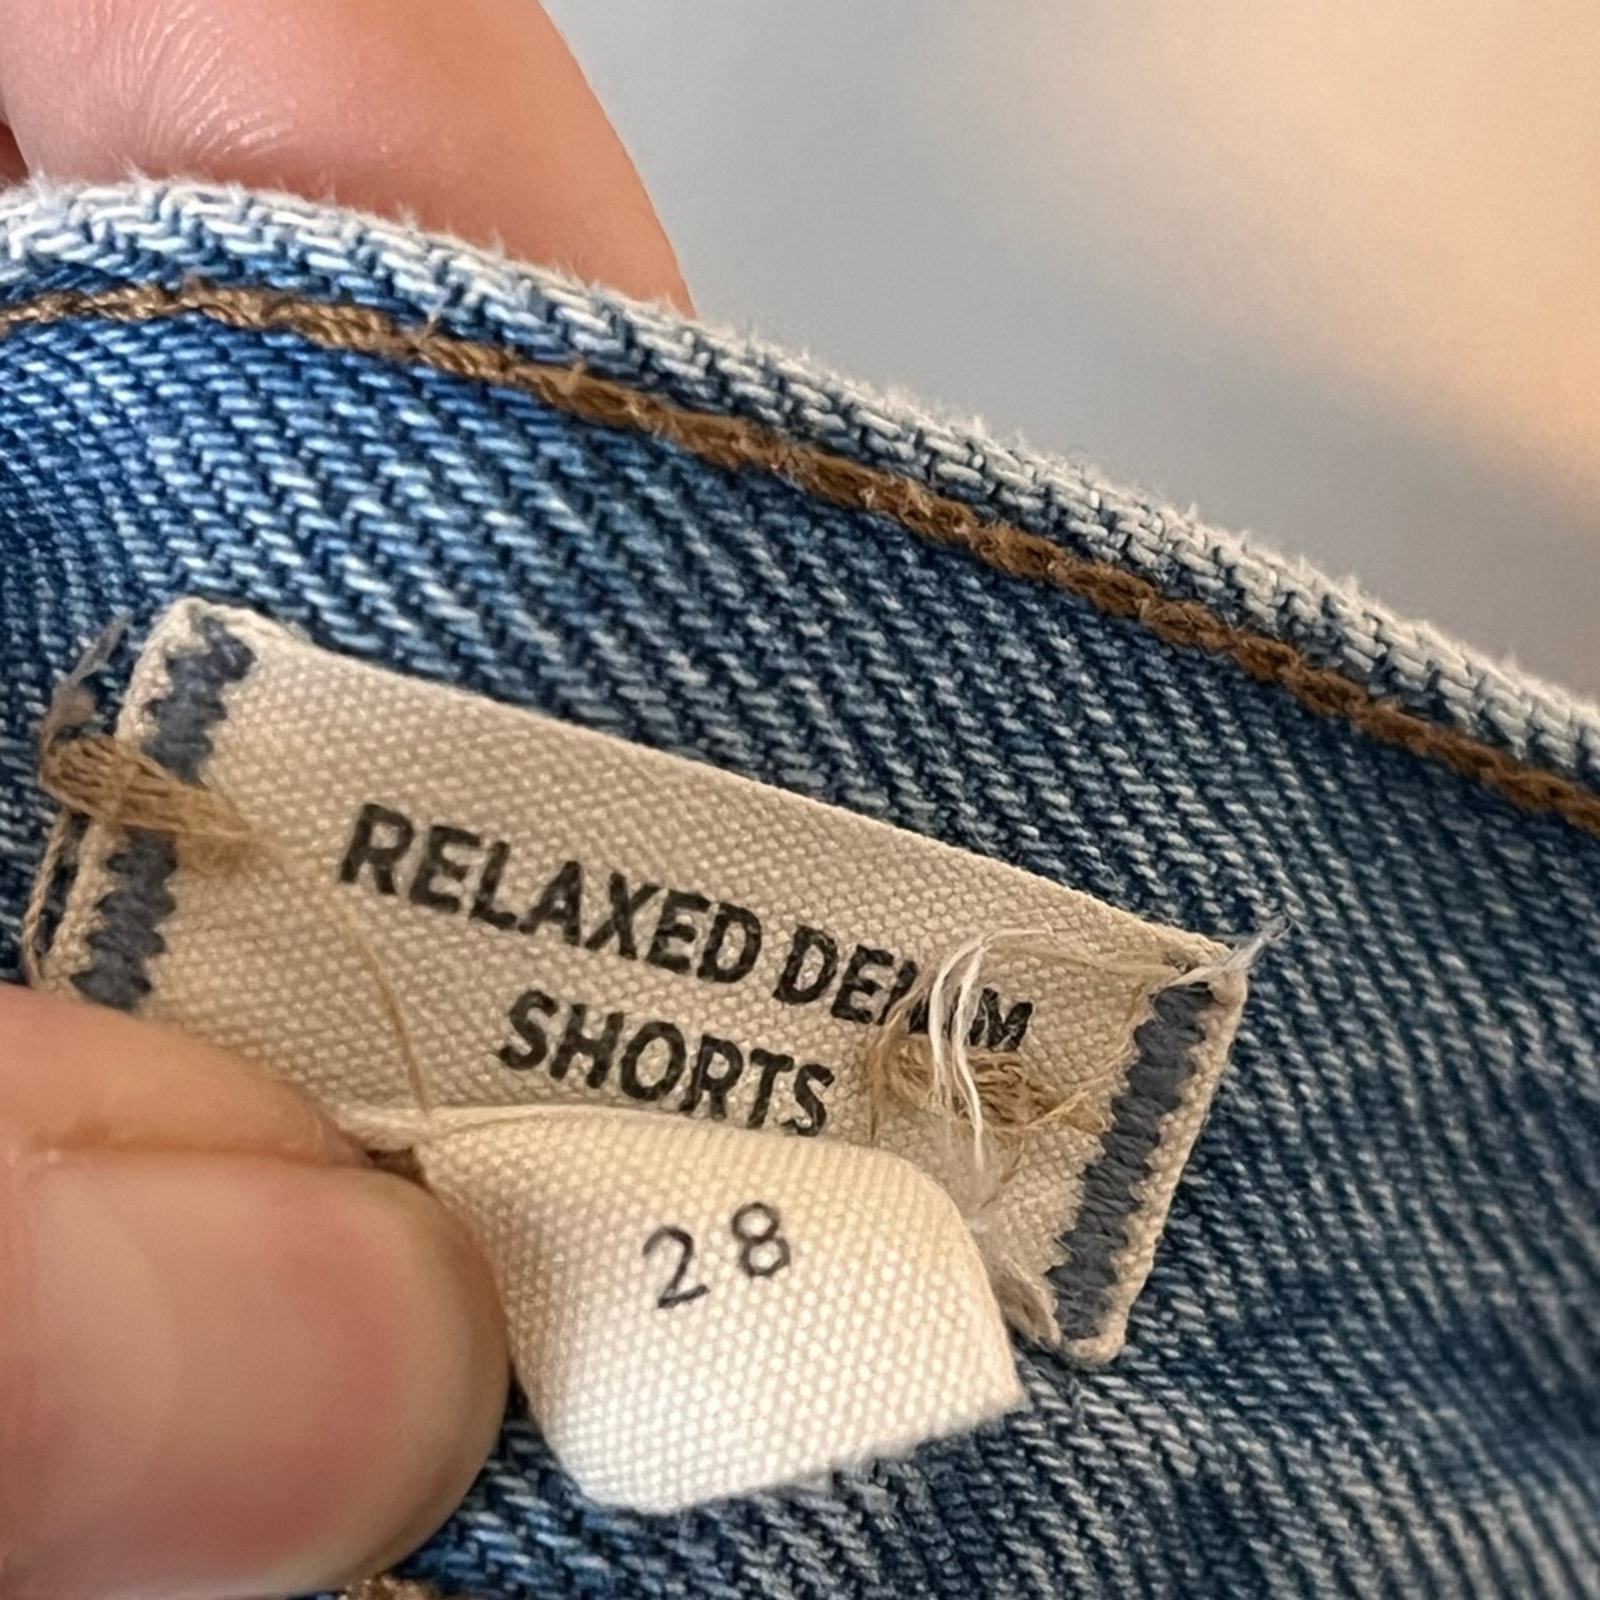 RELAXED DENIM
SHORTS
28